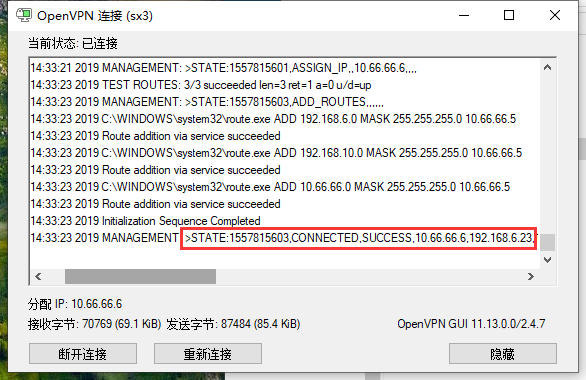 OpenVPN 连接 (sx3)
当前状态: 已连接
14:33:21 2019 MANAGEMENT: >STATE:1557815601,ASSIGN_IP,,10.66.66.6,,,,
14:33:23 2019 TEST ROUTES: 3/3 succeeded len=3 ret=1 a=0 u/d=up
14:33:23 2019 MANAGEMENT: >STATE:1557815603,ADD_ROUTES,,,,,,
14:33:23 2019 C:\WINDOWS\system32\route.exe ADD 192.168.6.0 MASK 255.255.255.0 10.66.66.5
14:33:23 2019 Route addition via service succeeded
14:33:23 2019 C:\WINDOWS\system32\route.exe ADD 192.168.10.0 MASK 255.255.255.0 10.66.66.5
14:33:23 2019 Route addition via service succeeded
14:33:23 2019 C:\WINDOWS\system32\route.exe ADD 10.66.66.0 MASK 255.255.255.0 10.66.66.5
14:33:23 2019 Route addition via service succeeded
14:33:23 2019 Initialization Sequence Completed
14:33:23 2019 MANAGEMENT: >STATE:1557815603,CONNECTED,SUCCESS,10.66.66.6,192.168.6.23,
分配 IP: 10.66.66.6
接收字节: 70769 (69.1 KiB) 发送字节: 87484 (85.4 KiB) OpenVPN GUI 11.13.0.0/2.4.7
断开连接 重新连接 隐藏